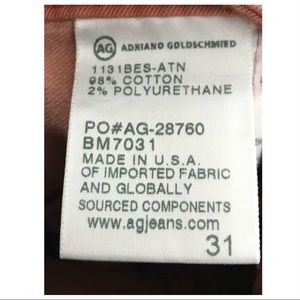 AG ADRIANO GOLDSCHMIED
1131BES-ATN
98% COTTON
2% POLYURETHANE
PO#AG-28760
BM7031
MADE IN U.S.A.
OF IMPORTED FABRIC
AND GLOBALLY
SOURCED COMPONENTS
www.agjeans.com
31